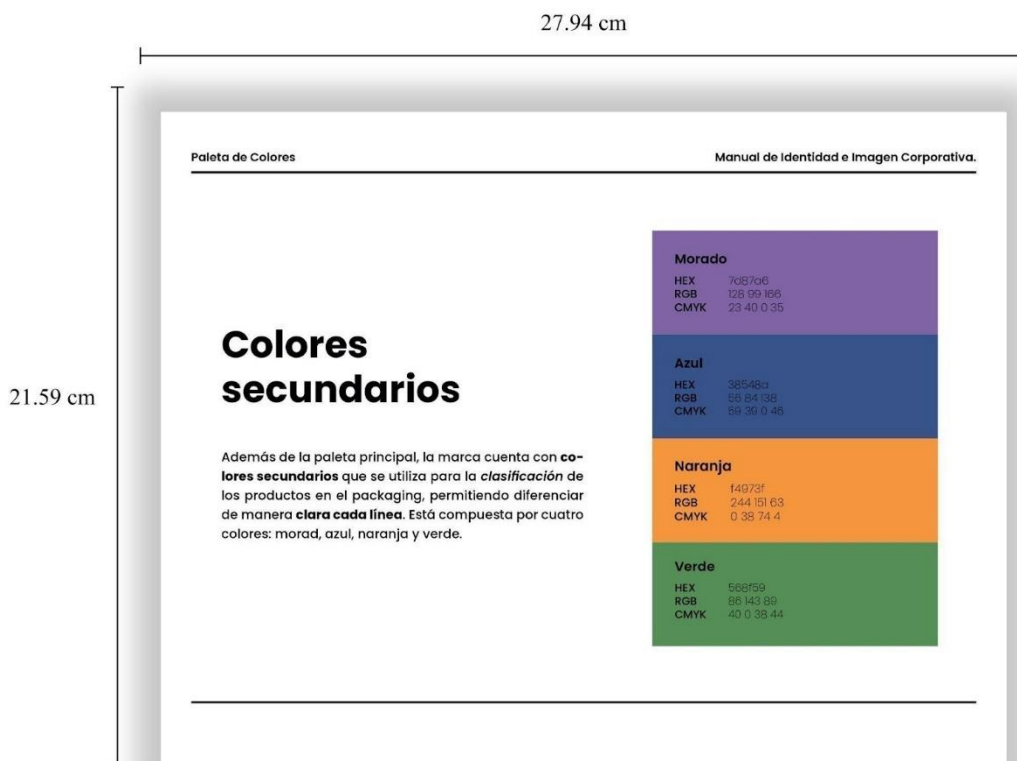 27.94 cm
21.59 cm
Paleta de Colores
Manual de Identidad e Imagen Corporativa.
Colores
secundarios
Además de la paleta principal, la marca cuenta con co-
lores secundarios que se utiliza para la clasificación de
los productos en el packaging, permitiendo diferenciar
de manera clara cada línea. Está compuesta por cuatro
colores: morad, azul, naranja y verde.
Morado
HEX 7d87a6
RGB 128 99 166
CMYK 23 40 0 35
Azul
HEX 38548a
RGB 56 84 138
CMYK 59 39 0 46
Naranja
HEX f4973f
RGB 244 151 63
CMYK 0 38 74 4
Verde
HEX 568f59
RGB 86 143 89
CMYK 40 0 38 44